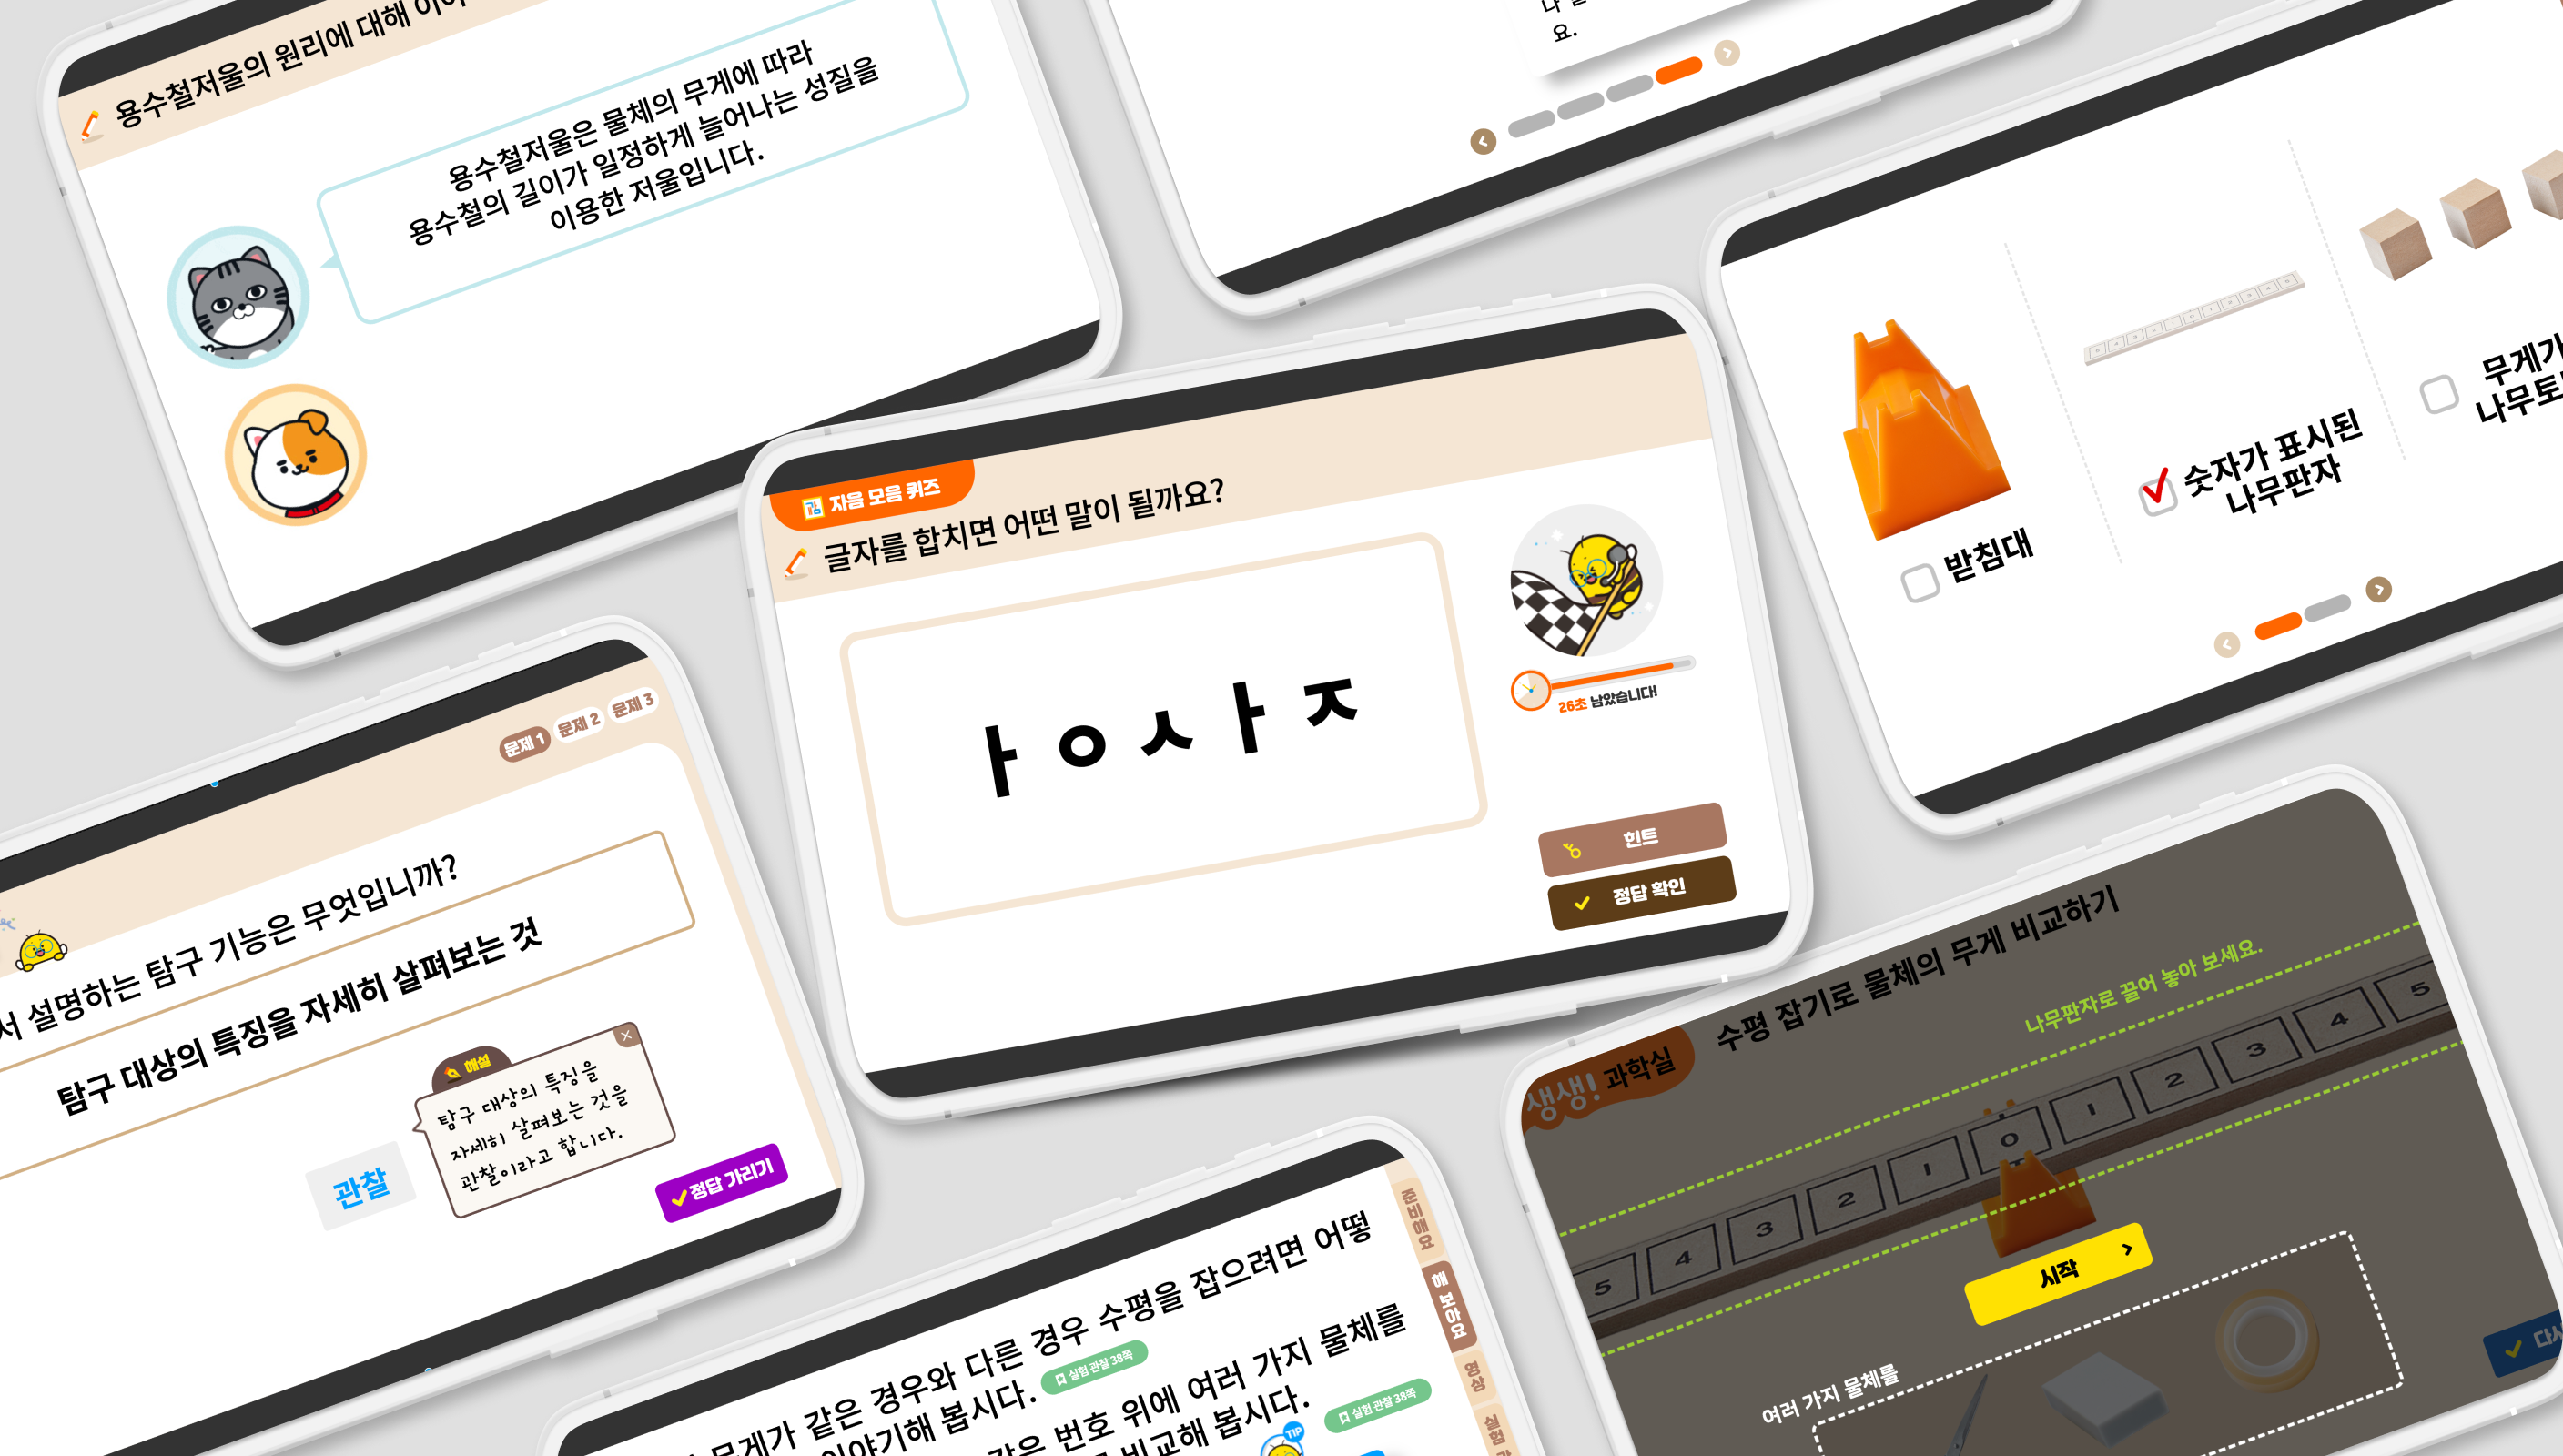 용수철저울의 원리에 대해
용수철저울은 물체의 무게에 따라
용수철의 길이가 일정하게 늘어나는 성질을
이용한 저울입니다.
요.
받침대
숫자가 표시된
나무판자
무게가
자음 모음 퀴즈
글자를 합치면 어떤 말이 될까요?
ㅏ ㅇ ㅅ ㅏ ㅈ
26초 남았습니다!
힌트
정답 확인
문제 1 문제 2 문제 3
서 설명하는 탐구 기능은 무엇입니까?
탐구 대상의 특징을 자세히 살펴보는 것
해설
탐구 대상의 특징을
자세히 살펴보는 것을
관찰이라고 합니다.
관찰
정답 가리기
무게가 같은 경우와 다른 경우 수평을 잡으려면 어떻
이야기해 봅시다. 실험 관찰 38쪽
같은 번호 위에 여러 가지 물체를
비교해 봅시다. 실험 관찰 38쪽
TIP
준비해요
해 보아요
영상
실험
생생! 과학실
수평 잡기로 물체의 무게 비교하기
나무판자로 끌어 놓아 보세요.
5 4 3 2 1 0 1 2 3 4 5
시작
여러 가지 물체를